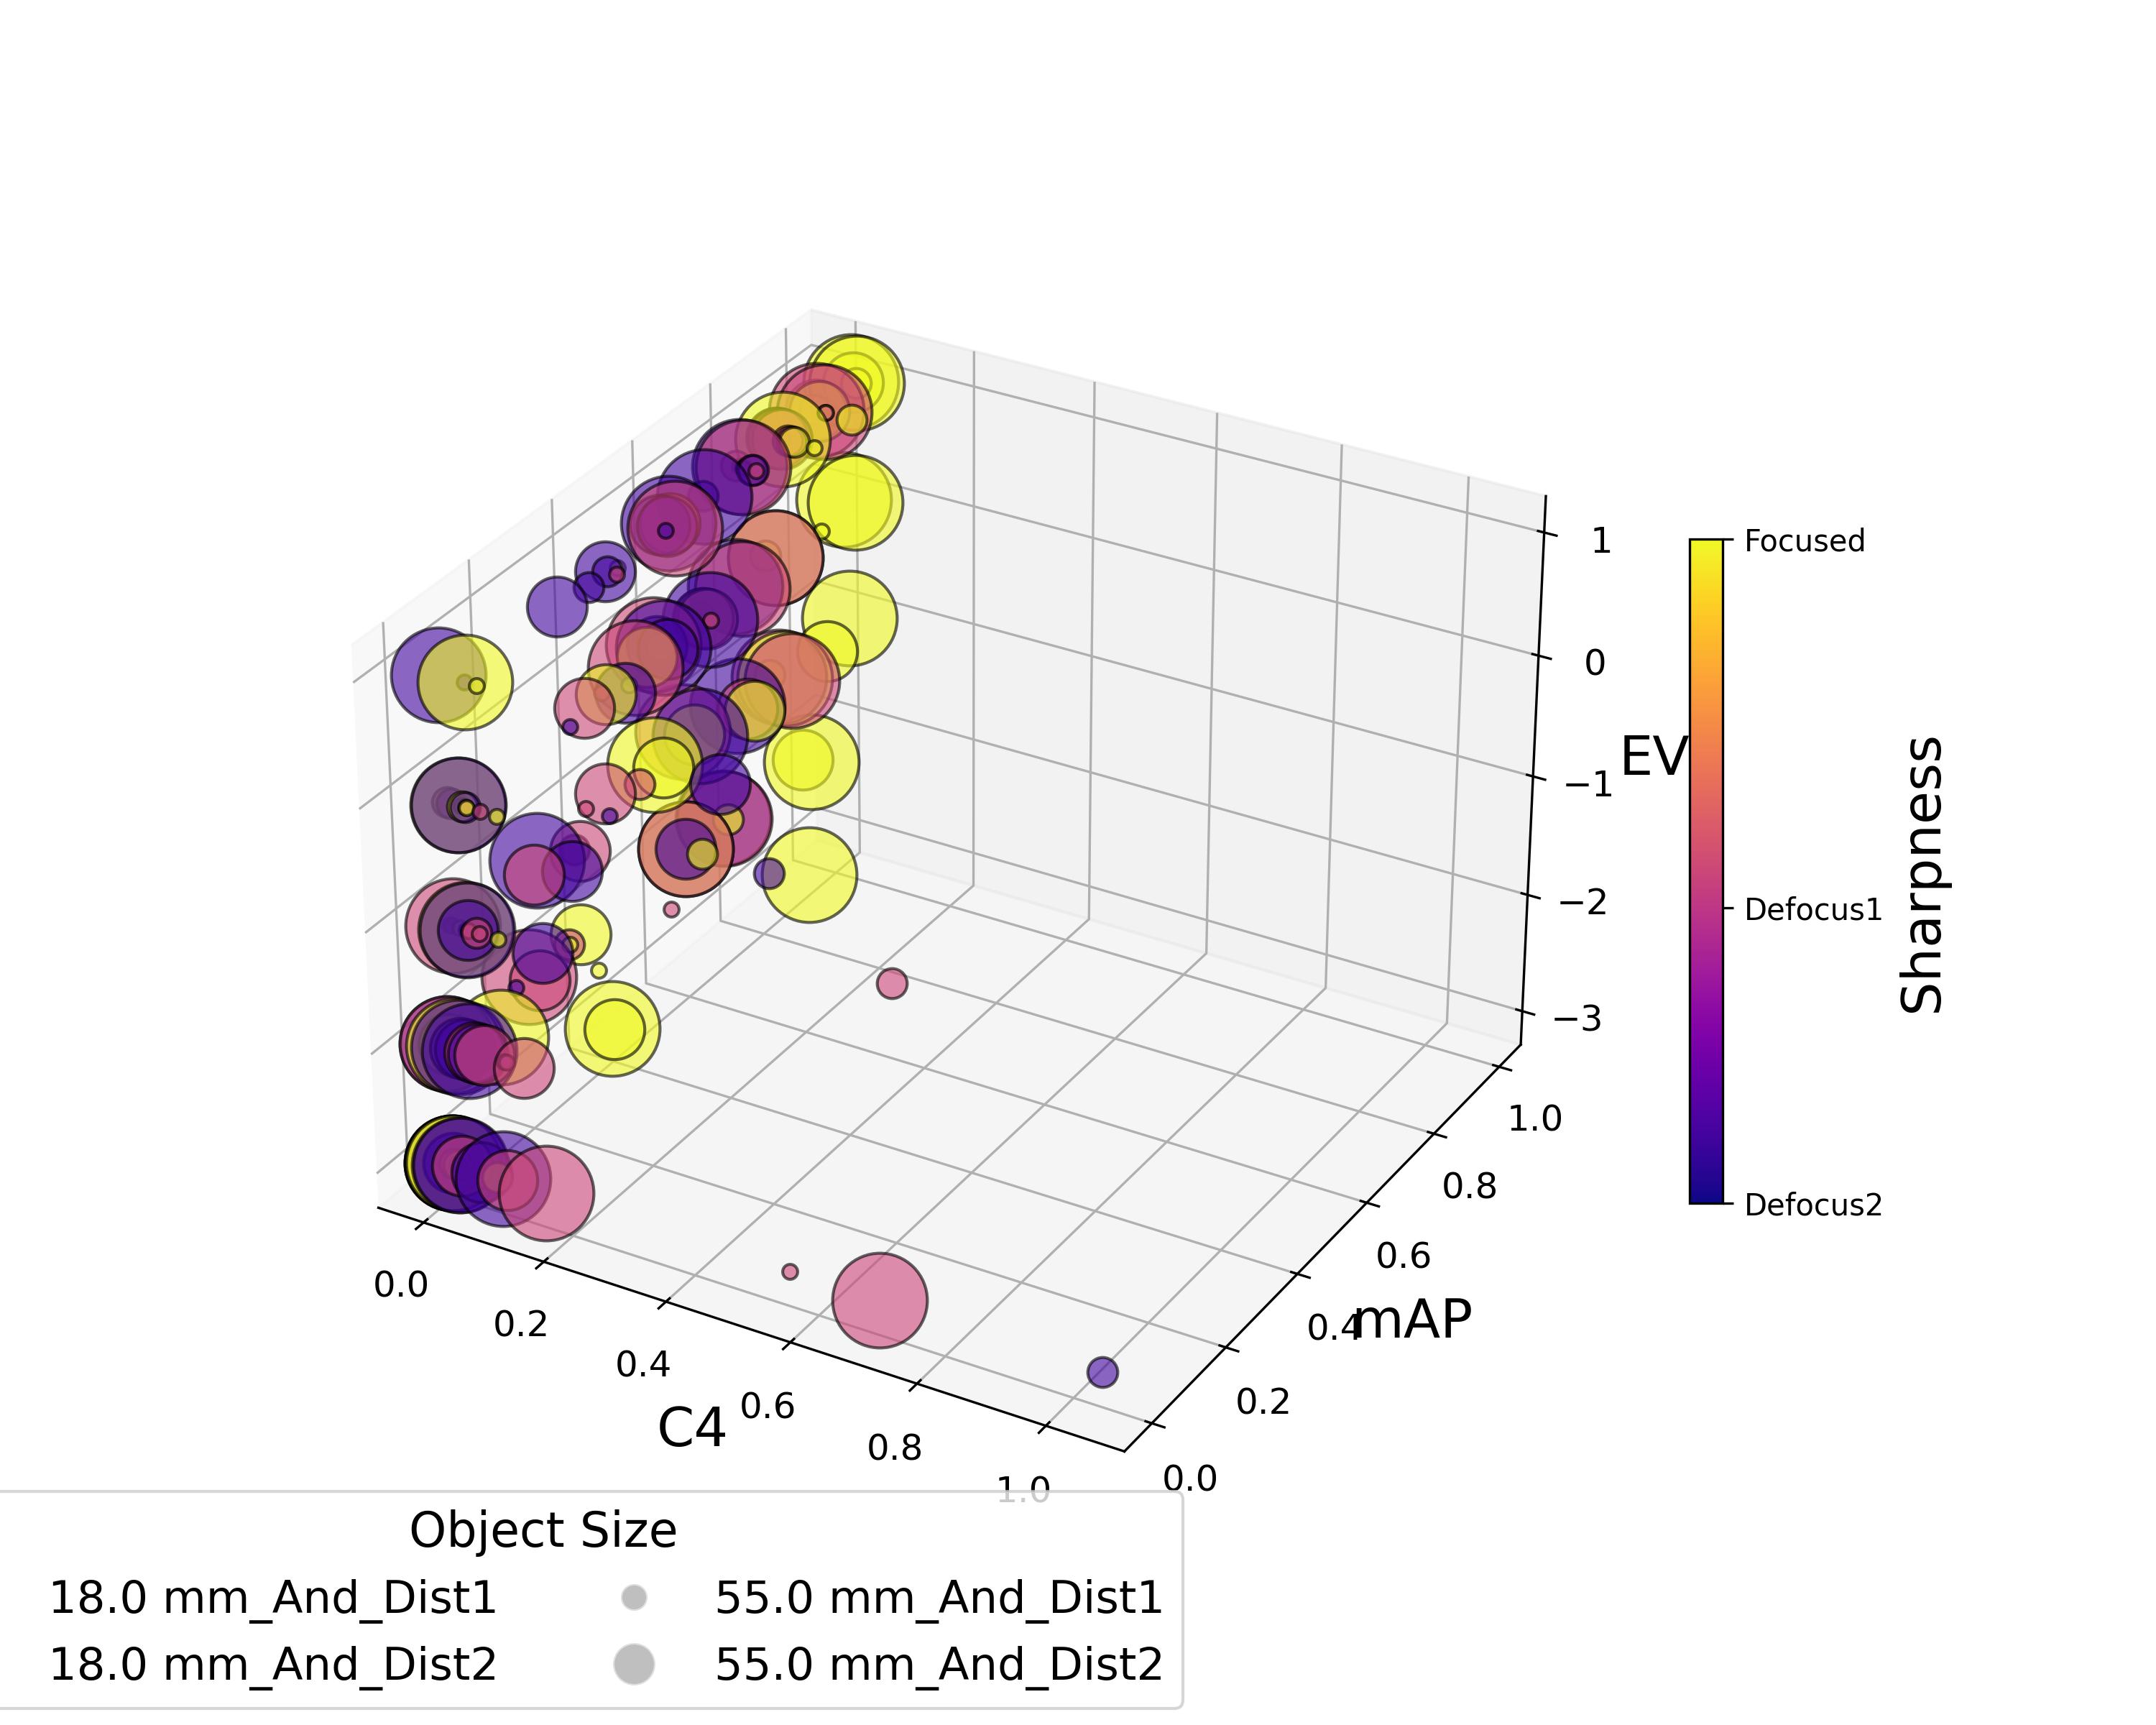 1
0
−1
−2
−3
EV
Focused
Defocus1
Defocus2
Sharpness
1.0
0.8
0.6
0.4
0.2
0.0
mAP
0.0
0.2
0.4
0.6
0.8
1.0
C4
Object Size
18.0 mm_And_Dist1
18.0 mm_And_Dist2
55.0 mm_And_Dist1
55.0 mm_And_Dist2